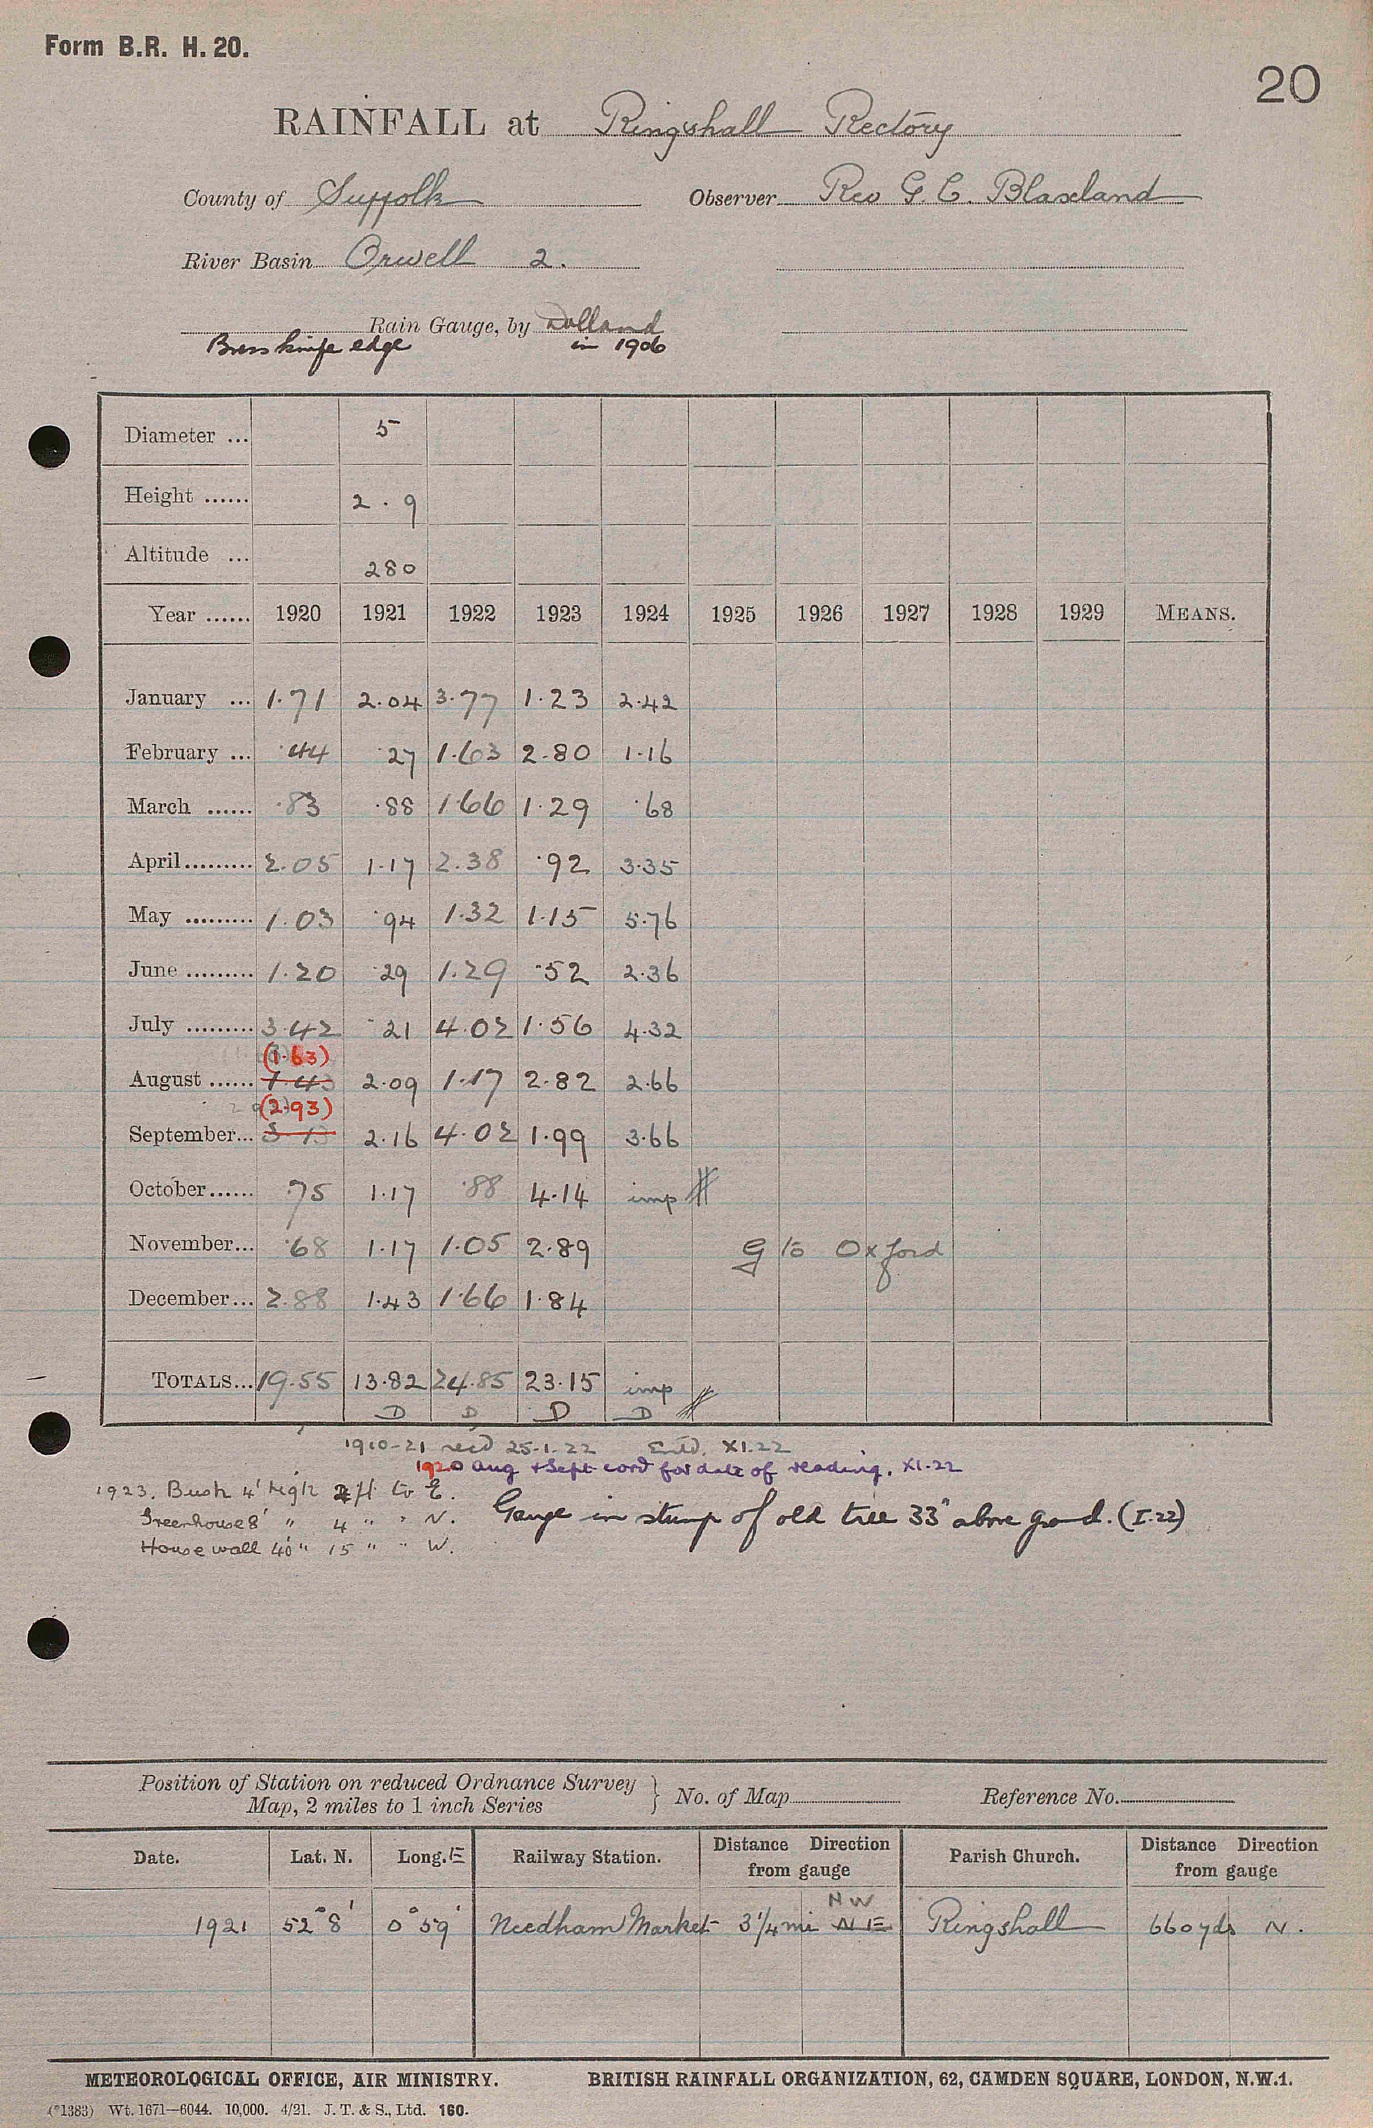 Form B.R. H. 20.
20
RAINFALL at Ringshall Rectory
County of Suffolk Observer Rev G. C. Blaxland
River Basin Orwell 2.
Rain Gauge, by Dolland
Brass knife edge in 1906
Diameter ... 5
Height ...... 2 . 9
Altitude ... 280
Year ...... 1920 1921 1922 1923 1924 1925 1926 1927 1928 1929 MEANS.
January ... 1.71 2.04 3.77 1.23 2.42
February ... .44 .27 1.63 2.80 1.16
March ...... .83 .88 1.66 1.29 .68
April......... 2.05 1.17 2.38 .92 3.35
May ......... 1.03 .94 1.32 1.15 5.76
June ......... 1.20 .29 1.29 .52 2.36
July ......... 3.42 .21 4.02 1.56 4.32
(1.63)
August ...... 1.43 2.09 1.17 2.82 2.66
(2.93)
September... 3.13 2.16 4.02 1.99 3.66
October...... .75 1.17 .88 4.14 imp
November... .68 1.17 1.05 2.89 G to Oxford
December... 2.88 1.43 1.66 1.84
TOTALS... 19.55 13.82 24.85 23.15 imp
D D D D
1910-21 recd 25.1.22 Entd. XI.22
1920 Aug + Sept cord for date of reading. XI.22
1923. Bush 4' high 2 ft to E.
Greenhouse 8' " 4 " " N.
House wall 40' " 15 " " W.
Gauge in stump of old tree 33" above grond. (I.22)
Position of Station on reduced Ordnance Survey
Map, 2 miles to 1 inch Series } No. of Map Reference No.
Date. Lat. N. Long. E Railway Station. Distance Direction from gauge Parish Church. Distance Direction from gauge
NW
1921 52° 8' 0° 59' Needham Market 3 1/4 mi NE Ringshall 660 yds N.
METEOROLOGICAL OFFICE, AIR MINISTRY. BRITISH RAINFALL ORGANIZATION, 62, CAMDEN SQUARE, LONDON, N.W.1.
(*1383) Wt. 1671—6044. 10,000. 4/21. J. T. & S., Ltd. 160.